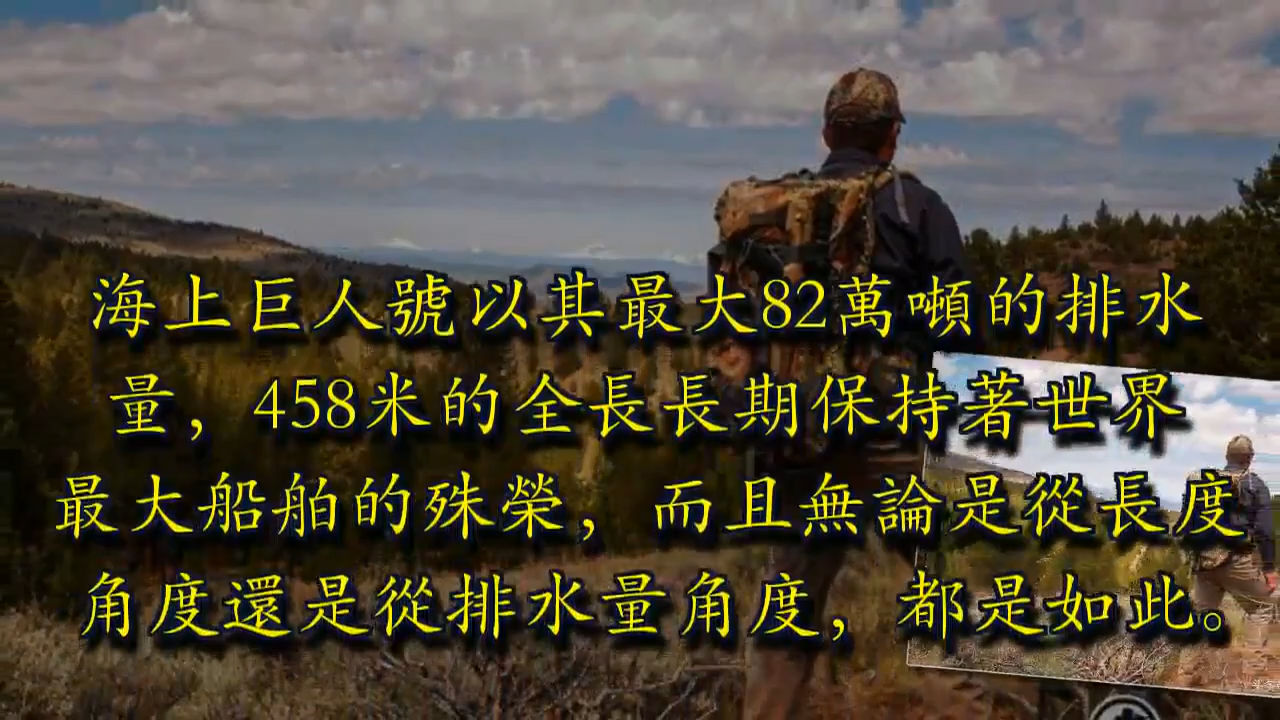 海上巨人號以其最大82萬噸的排水
量，458米的全長長期保持著世界
最大船舶的殊榮，而且無論是從長度
角度還是從排水量角度，都是如此。